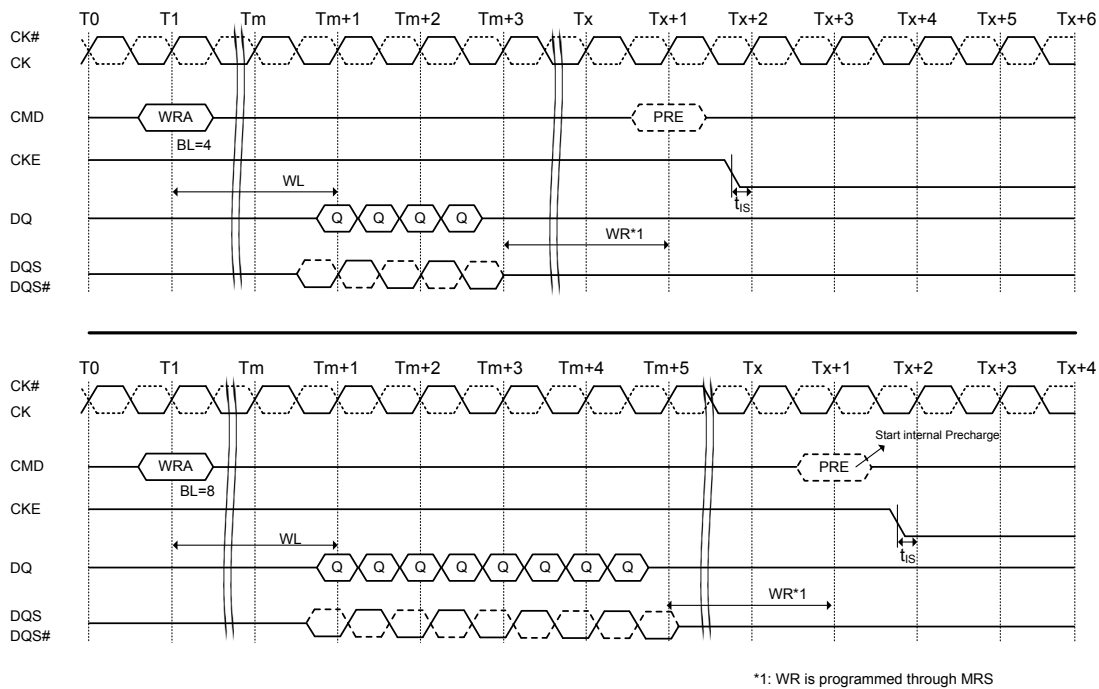 T0 T1 Tm Tm+1 Tm+2 Tm+3 Tx Tx+1 Tx+2 Tx+3 Tx+4 Tx+5 Tx+6
CK#
CK
CMD WRA PRE
BL=4
CKE
WL
tIS
DQ Q Q Q Q
WR*1
DQS
DQS#
T0 T1 Tm Tm+1 Tm+2 Tm+3 Tm+4 Tm+5 Tx Tx+1 Tx+2 Tx+3 Tx+4
CK#
CK
Start internal Precharge
CMD WRA PRE
BL=8
CKE
WL
tIS
DQ Q Q Q Q Q Q Q Q
WR*1
DQS
DQS#
*1: WR is programmed through MRS